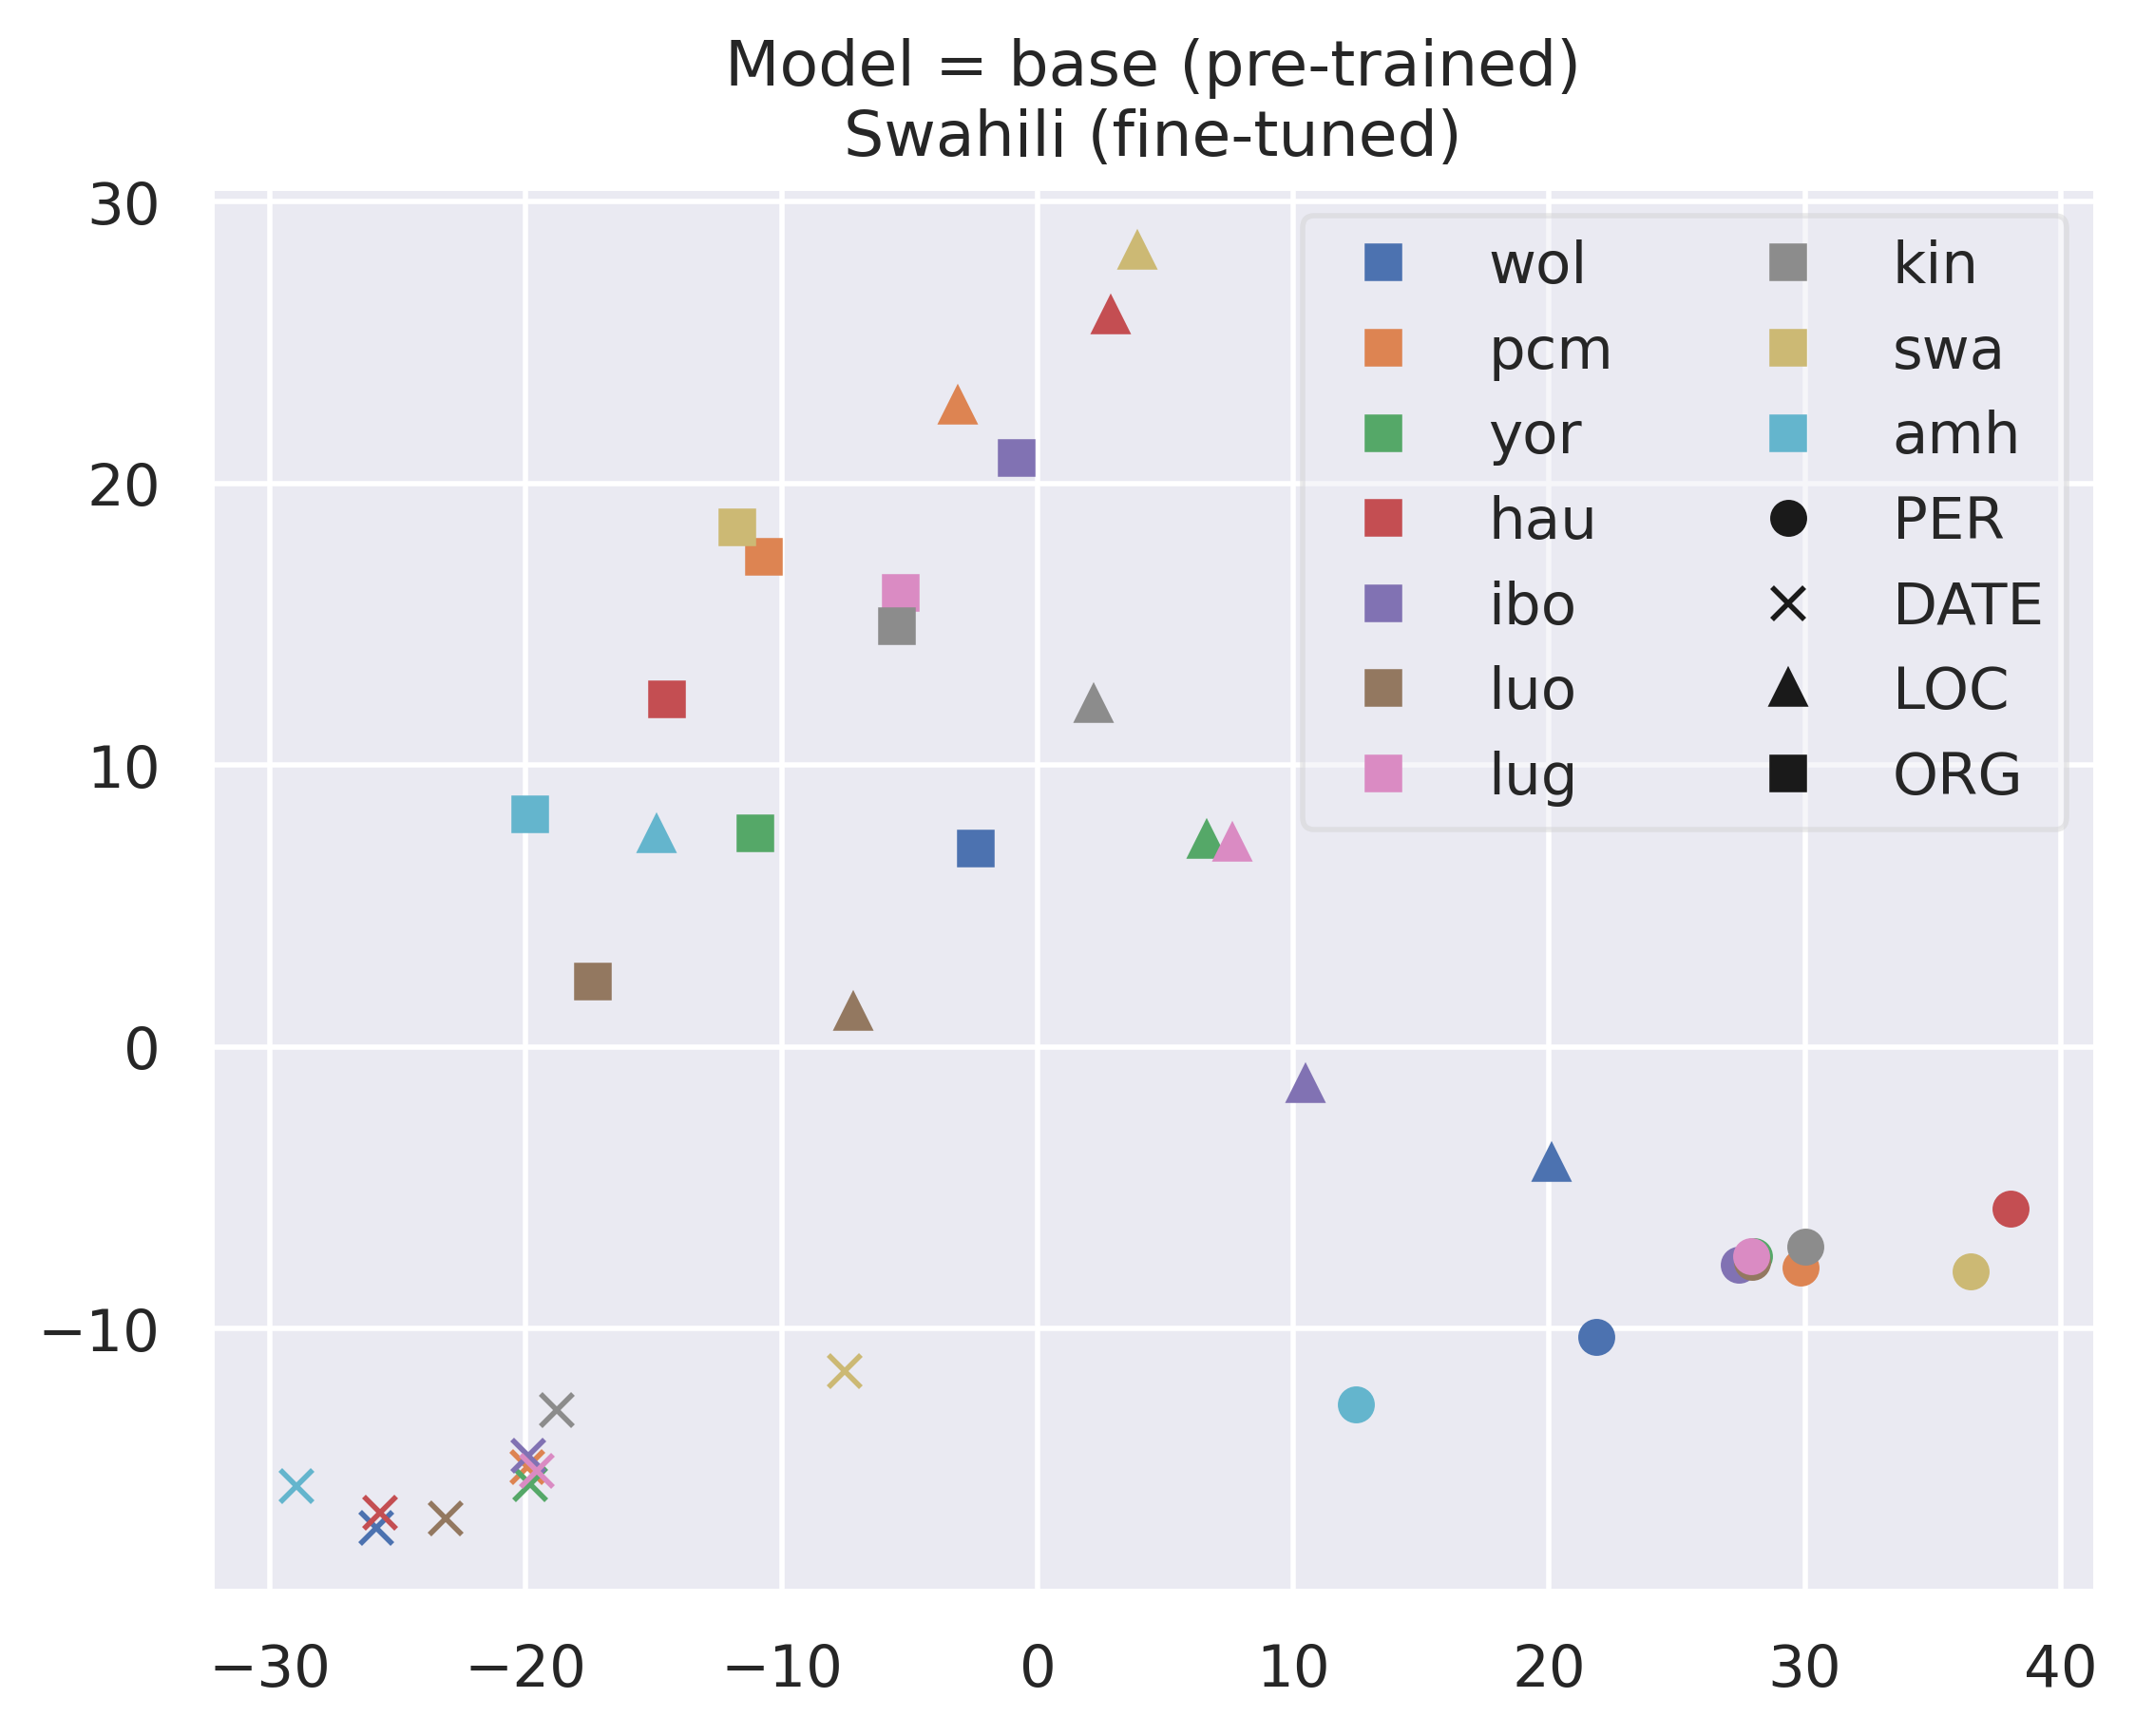 Model = base (pre-trained)
Swahili (fine-tuned)
30
20
10
0
−10
wol
pcm
yor
hau
ibo
luo
lug
kin
swa
amh
PER
DATE
LOC
ORG
−30 −20 −10 0 10 20 30 40